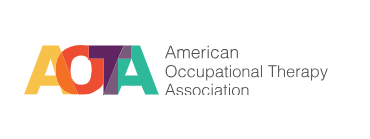 AOTA
American
Occupational Therapy
Association